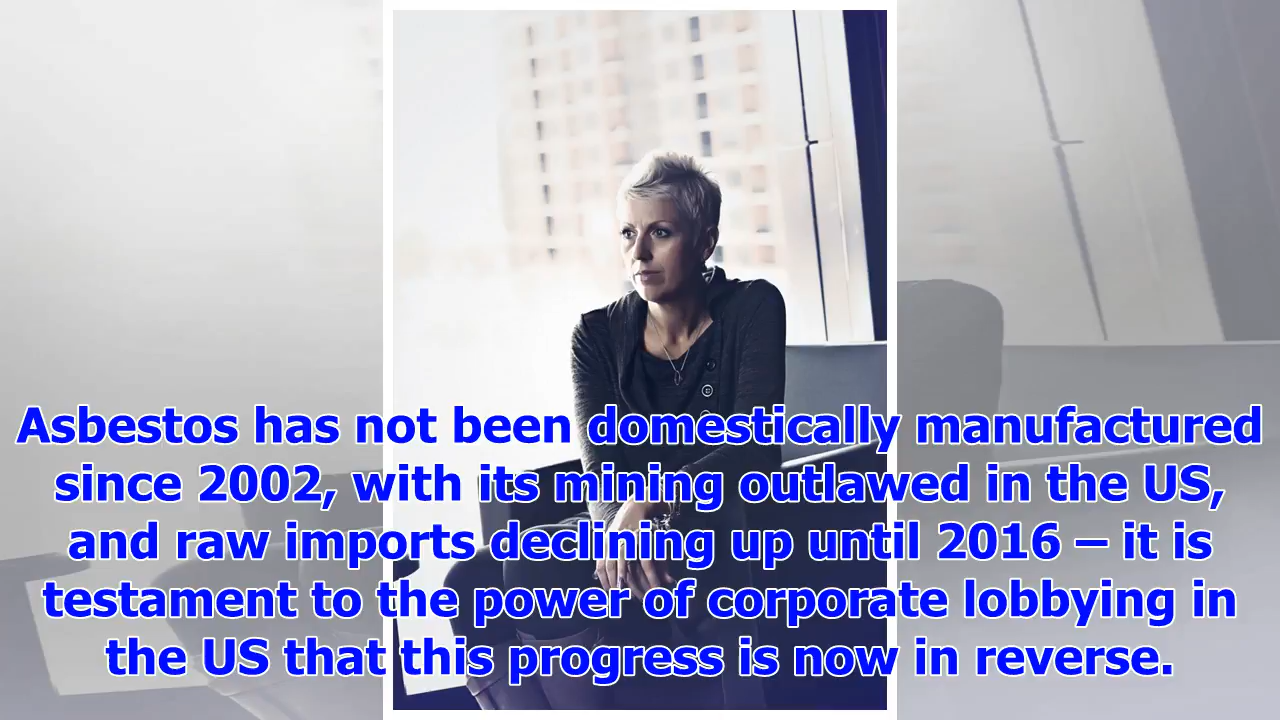 Asbestos has not been domestically manufactured
since 2002, with its mining outlawed in the US,
and raw imports declining up until 2016 – it is
testament to the power of corporate lobbying in
the US that this progress is now in reverse.